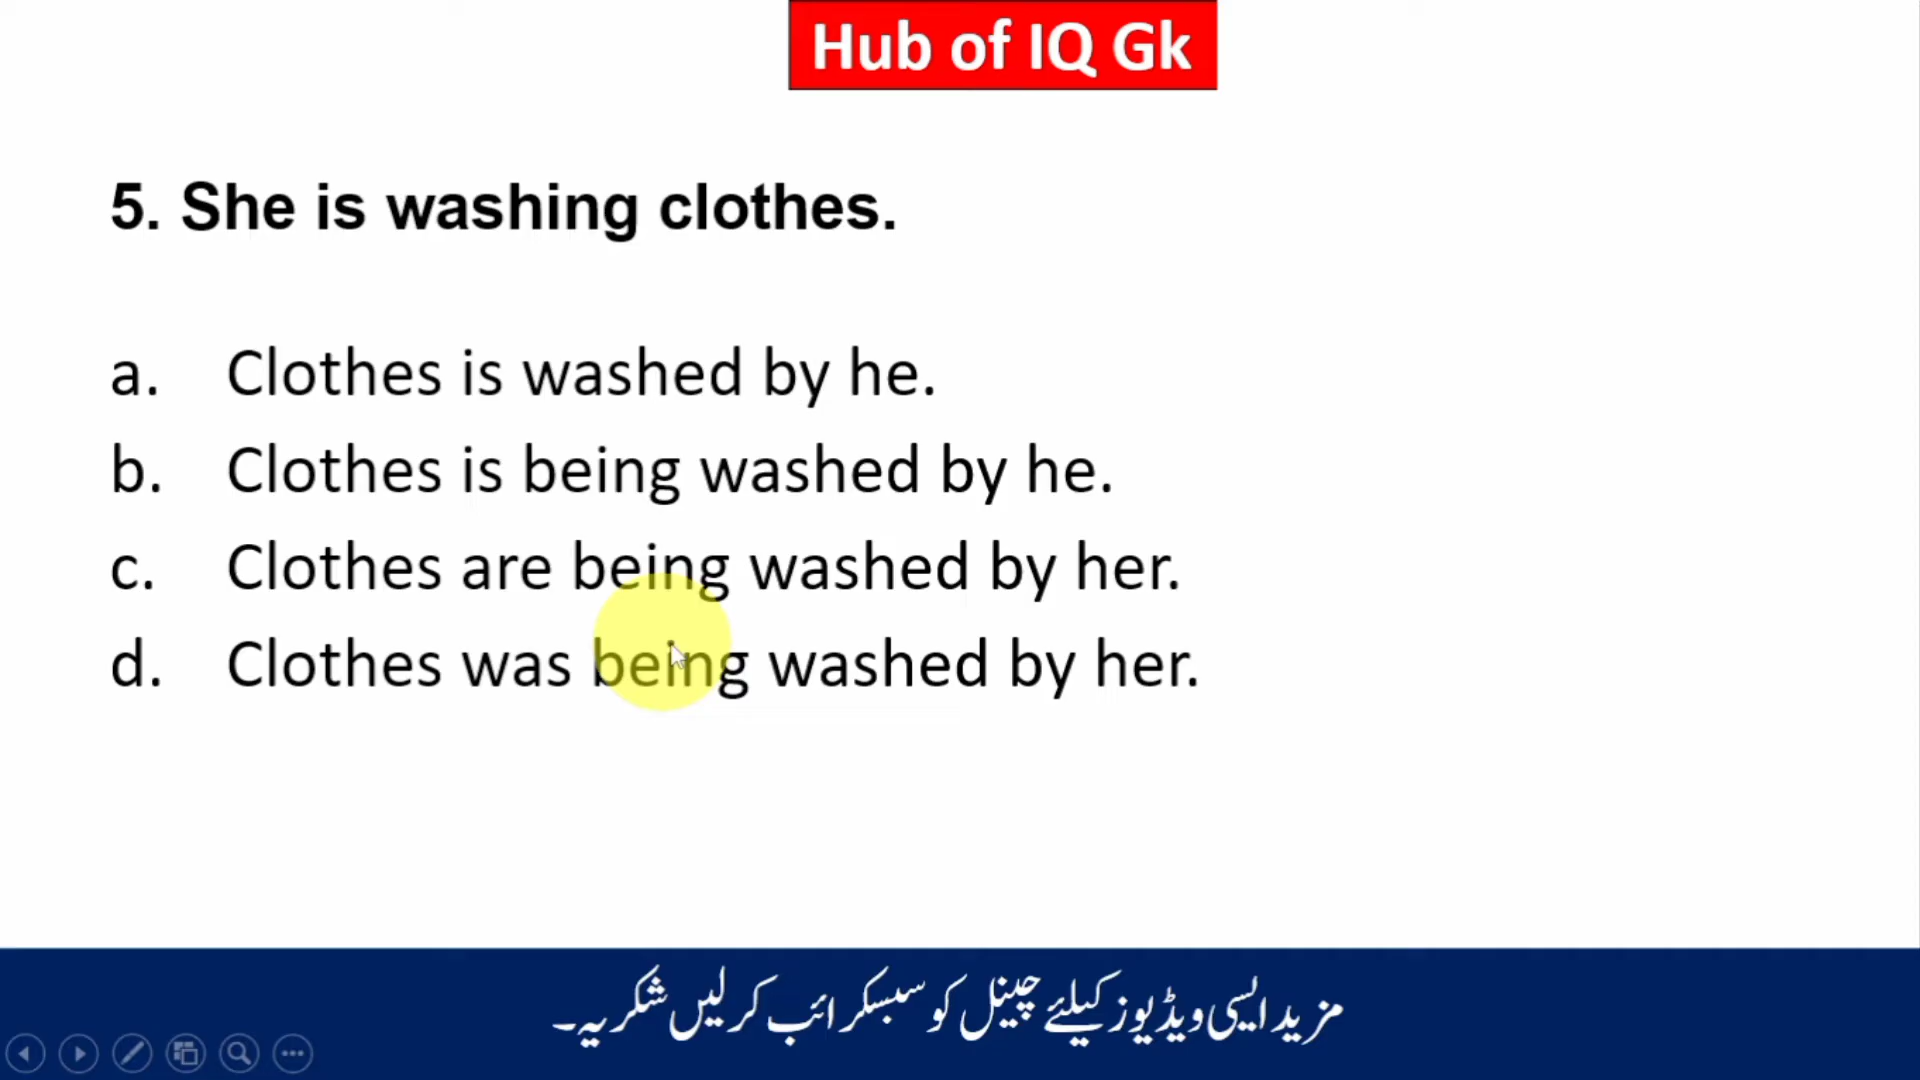 Hub of IQ Gk
5. She is washing clothes.
a. Clothes is washed by he.
b. Clothes is being washed by he.
c. Clothes are being washed by her.
d. Clothes was being washed by her.
مزید ایسی ویڈیوز کیلئے چینل کو سبسکرائب کر لیں شکریہ۔